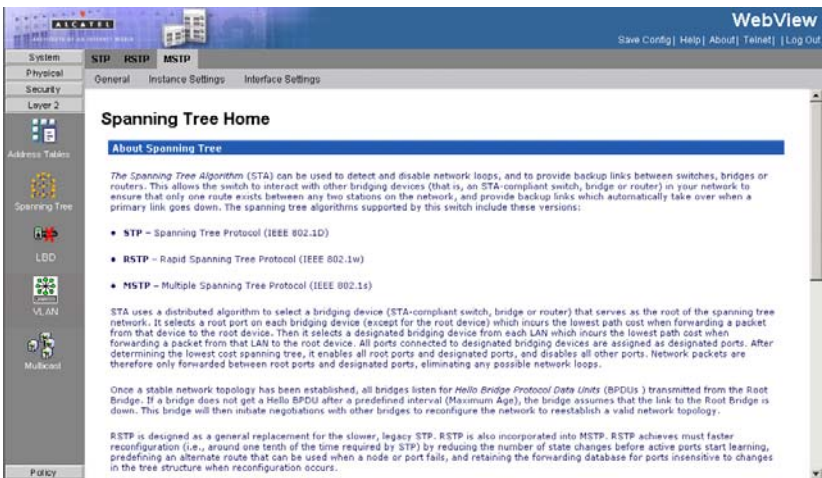 ALCATEL
WebView
Save Config| Help| About| Telnet| |Log Out
System
Physical
Security
Layer 2
Address Tables
Spanning Tree
LBD
VLAN
Multicast
Policy
STP RSTP MSTP
General Instance Settings Interface Settings
Spanning Tree Home
About Spanning Tree
The Spanning Tree Algorithm (STA) can be used to detect and disable network loops, and to provide backup links between switches, bridges or
routers. This allows the switch to interact with other bridging devices (that is, an STA-compliant switch, bridge or router) in your network to
ensure that only one route exists between any two stations on the network, and provide backup links which automatically take over when a
primary link goes down. The spanning tree algorithms supported by this switch include these versions:
• STP – Spanning Tree Protocol (IEEE 802.1D)
• RSTP – Rapid Spanning Tree Protocol (IEEE 802.1w)
• MSTP – Multiple Spanning Tree Protocol (IEEE 802.1s)
STA uses a distributed algorithm to select a bridging device (STA-compliant switch, bridge or router) that serves as the root of the spanning tree
network. It selects a root port on each bridging device (except for the root device) which incurs the lowest path cost when forwarding a packet
from that device to the root device. Then it selects a designated bridging device from each LAN which incurs the lowest path cost when
forwarding a packet from that LAN to the root device. All ports connected to designated bridging devices are assigned as designated ports. After
determining the lowest cost spanning tree, it enables all root ports and designated ports, and disables all other ports. Network packets are
therefore only forwarded between root ports and designated ports, eliminating any possible network loops.
Once a stable network topology has been established, all bridges listen for Hello Bridge Protocol Data Units (BPDUs ) transmitted from the Root
Bridge. If a bridge does not get a Hello BPDU after a predefined interval (Maximum Age), the bridge assumes that the link to the Root Bridge is
down. This bridge will then initiate negotiations with other bridges to reconfigure the network to reestablish a valid network topology.
RSTP is designed as a general replacement for the slower, legacy STP. RSTP is also incorporated into MSTP. RSTP achieves must faster
reconfiguration (i.e., around one tenth of the time required by STP) by reducing the number of state changes before active ports start learning,
predefining an alternate route that can be used when a node or port fails, and retaining the forwarding database for ports insensitive to changes
in the tree structure when reconfiguration occurs.